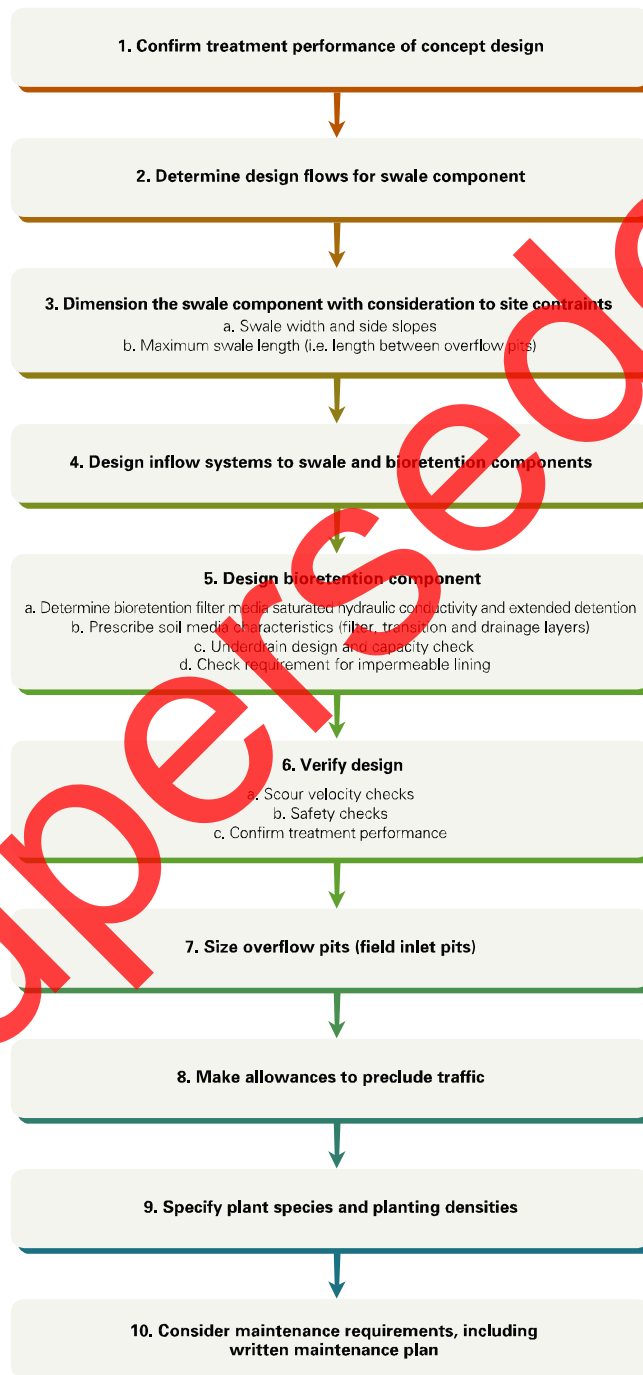 1. Confirm treatment performance of concept design
2. Determine design flows for swale component
3. Dimension the swale component with consideration to site contraints
a. Swale width and side slopes
b. Maximum swale length (i.e. length between overflow pits)
4. Design inflow systems to swale and bioretention components
5. Design bioretention component
a. Determine bioretention filter media saturated hydraulic conductivity and extended detention
b. Prescribe soil media characteristics (filter, transition and drainage layers)
c. Underdrain design and capacity check
d. Check requirement for impermeable lining
6. Verify design
a. Scour velocity checks
b. Safety checks
c. Confirm treatment performance
7. Size overflow pits (field inlet pits)
8. Make allowances to preclude traffic
9. Specify plant species and planting densities
10. Consider maintenance requirements, including
written maintenance plan
upersed